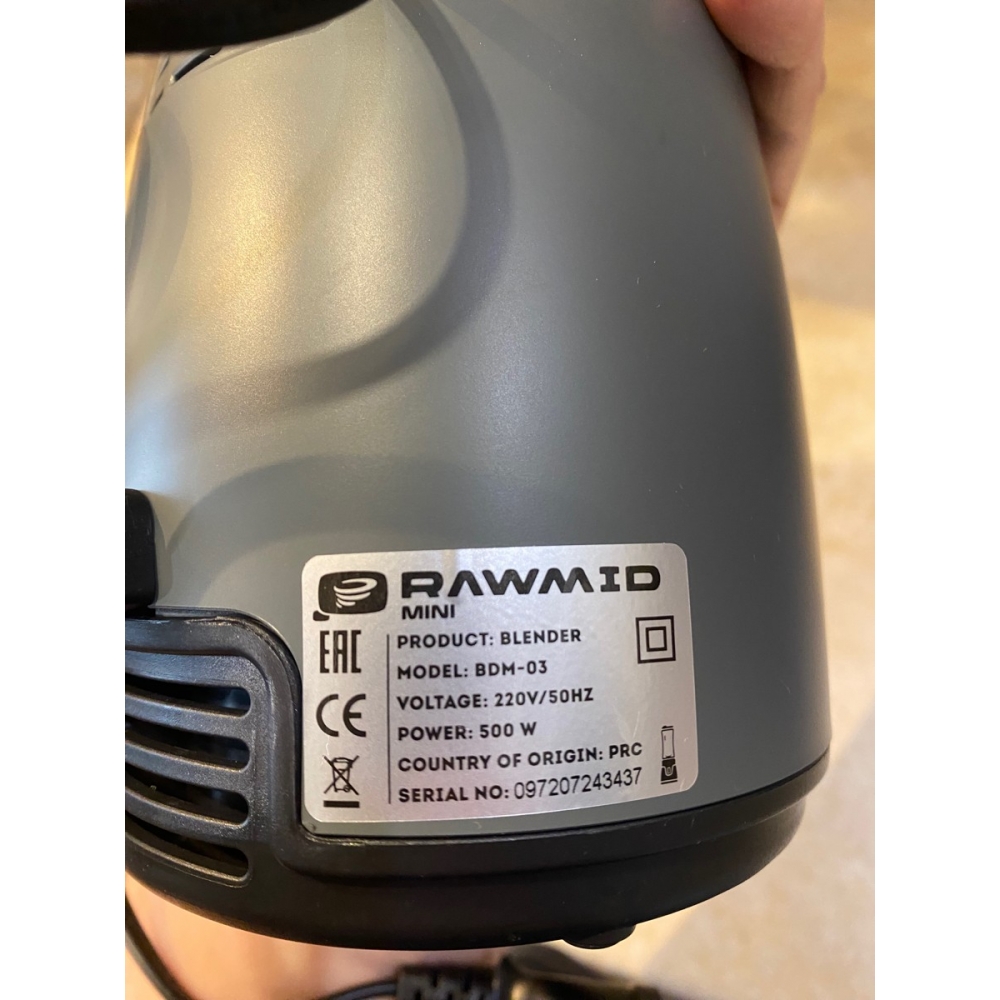 RAWMID
MINI
EAC
CE
PRODUCT: BLENDER
MODEL: BDM-03
VOLTAGE: 220V/50HZ
POWER: 500 W
COUNTRY OF ORIGIN: PRC
SERIAL NO: 097207243437